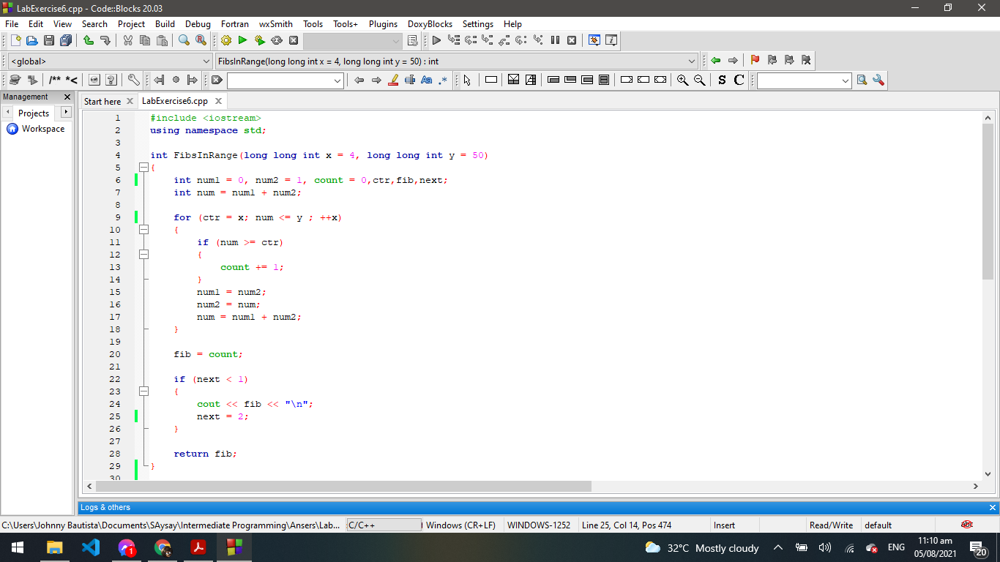 LabExercise6.cpp - Code::Blocks 20.03
File Edit View Search Project Build Debug Fortran wxSmith Tools Tools+ Plugins DoxyBlocks Settings Help
<global> FibsInRange(long long int x = 4, long long int y = 50) : int
/** *< Aa .* S C
Management
Start here LabExercise6.cpp
Projects
Workspace
1 #include <iostream>
2 using namespace std;
3
4 int FibsInRange(long long int x = 4, long long int y = 50)
5 {
6 int num1 = 0, num2 = 1, count = 0,ctr,fib,next;
7 int num = num1 + num2;
8
9 for (ctr = x; num <= y ; ++x)
10 {
11 if (num >= ctr)
12 {
13 count += 1;
14 }
15 num1 = num2;
16 num2 = num;
17 num = num1 + num2;
18 }
19
20 fib = count;
21
22 if (next < 1)
23 {
24 cout << fib << "\n";
25 next = 2;
26 }
27
28 return fib;
29 }
30
Logs & others
C:\Users\Johnny Bautista\Documents\SAysay\Intermediate Programming\Ansers\Lab... C/C++ Windows (CR+LF) WINDOWS-1252 Line 25, Col 14, Pos 474 Insert Read/Write default abc
1 32°C Mostly cloudy ENG 11:10 am 20
05/08/2021